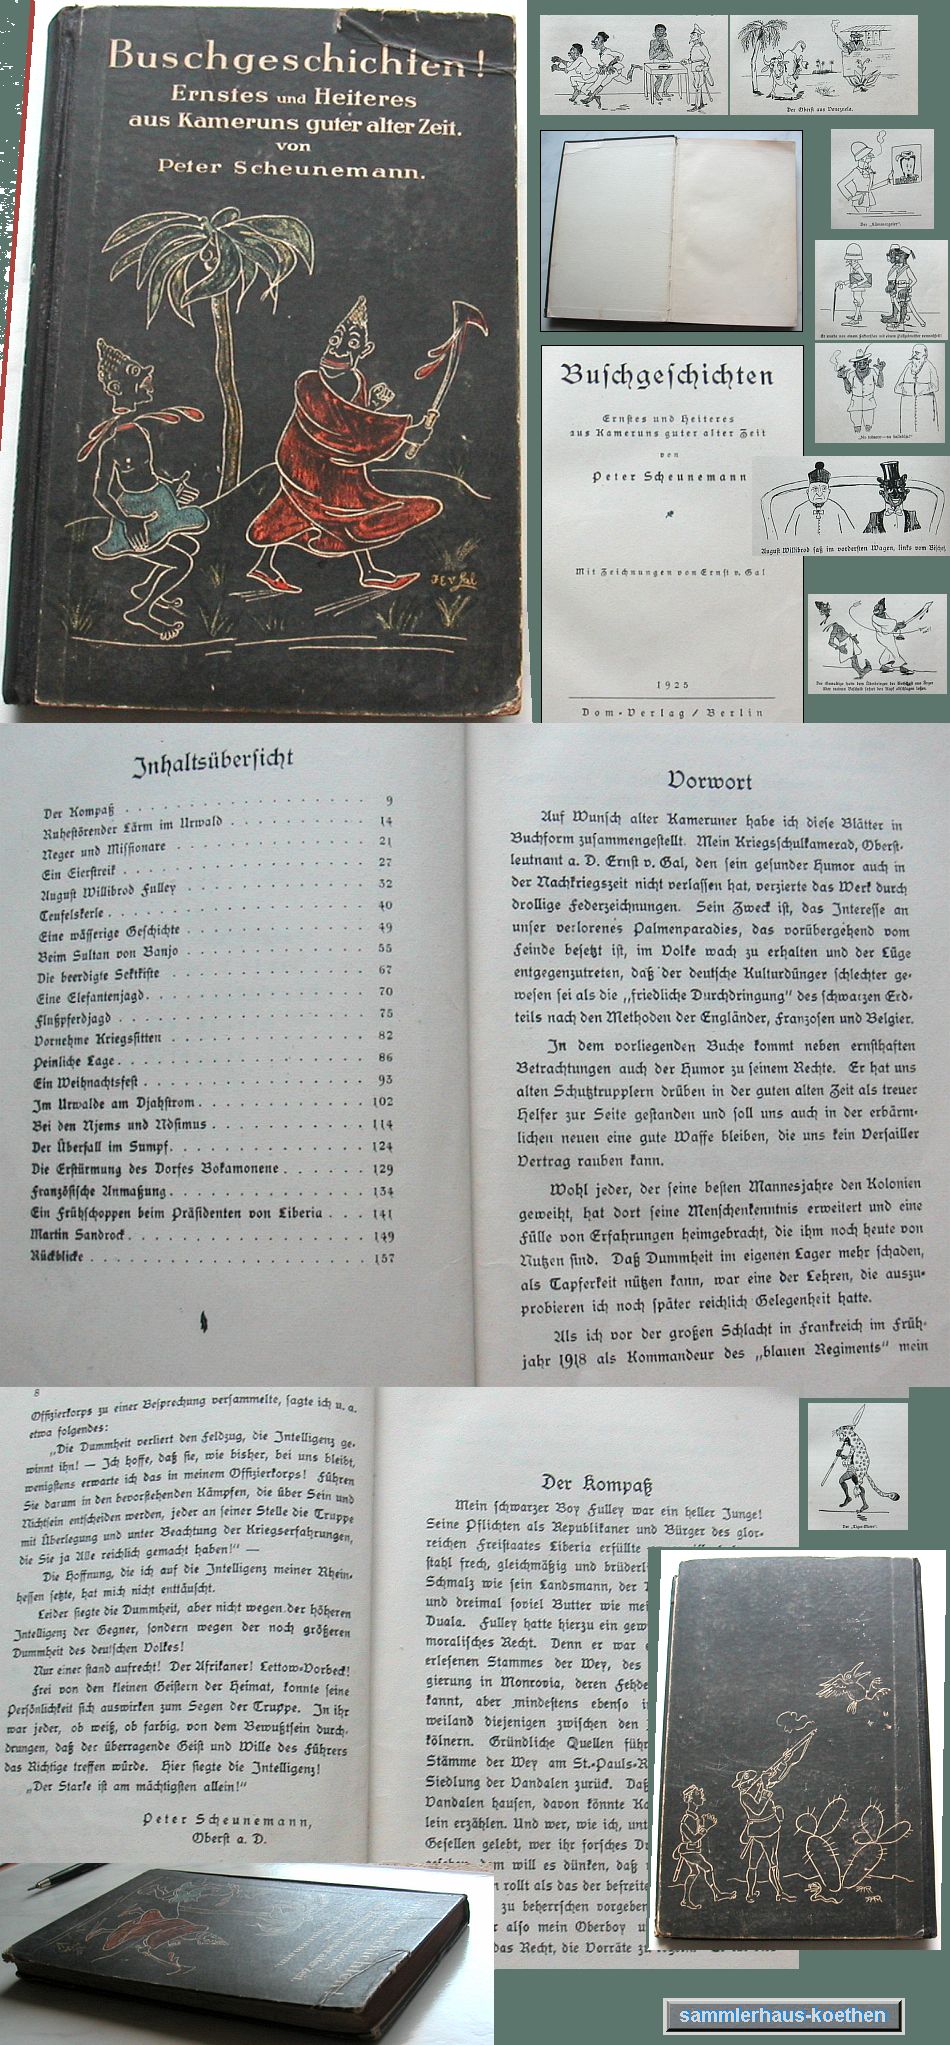 Buschgeschichten!
Ernstes und Heiteres
aus Kameruns guter alter Zeit.
von
Peter Scheunemann.
H v Gal
Der Oberst aus Venezuela.
Der „Kammerjäger“.
„No tobacco—no halleluja!“
August Willibrod saß im vordersten Wagen, links vom Bischof.
Buschgeschichten
Ernstes und Heiteres
aus Kameruns guter alter Zeit
von
Peter Scheunemann
Mit Zeichnungen von Ernst v. Gal
1925
Dom-Verlag / Berlin
Inhaltsübersicht
Der Kompaß 9
Ruhestörender Lärm im Urwald 14
Neger und Missionare 21
Ein Eierstreik 27
August Willibrod Fulley 32
Teufelskerle 40
Eine wässerige Geschichte 49
Beim Sultan von Banjo 55
Die beerdigte Sektkiste 67
Eine Elefantenjagd 70
Flußpferdjagd 75
Vornehme Kriegssitten 82
Peinliche Lage 86
Ein Weihnachtsfest 93
Im Urwalde am Djahstrom 102
Bei den Njems und Ndsimus 114
Der Überfall im Sumpf 124
Die Erstürmung des Dorfes Bokamonene 129
Französische Anmaßung 134
Ein Frühschoppen beim Präsidenten von Liberia 141
Martin Sandrock 149
Rückblicke 157
Vorwort
Auf Wunsch alter Kameruner habe ich diese Blätter in
Buchform zusammengestellt. Mein Kriegsschulkamerad, Oberst-
leutnant a. D. Ernst v. Gal, den sein gesunder Humor auch in
der Nachkriegszeit nicht verlassen hat, verzierte das Werk durch
drollige Federzeichnungen. Sein Zweck ist, das Interesse an
unser verlorenes Palmenparadies, das vorübergehend vom
Feinde besetzt ist, im Volke wach zu erhalten und der Lüge
entgegenzutreten, daß der deutsche Kulturdünger schlechter ge-
wesen sei als die „friedliche Durchdringung“ des schwarzen Erd-
teils nach den Methoden der Engländer, Franzosen und Belgier.
In dem vorliegenden Buche kommt neben ernsthaften
Betrachtungen auch der Humor zu seinem Rechte. Er hat uns
alten Schutztrupplern drüben in der guten alten Zeit als treuer
Helfer zur Seite gestanden und soll uns auch in der erbärm-
lichen neuen eine gute Waffe bleiben, die uns kein Versailler
Vertrag rauben kann.
Wohl jeder, der seine besten Mannesjahre den Kolonien
geweiht, hat dort seine Menschenkenntnis erweitert und eine
Fülle von Erfahrungen heimgebracht, die ihm noch heute von
Nutzen sind. Daß Dummheit im eigenen Lager mehr schaden,
als Tapferkeit nützen kann, war eine der Lehren, die auszu-
probieren ich noch später reichlich Gelegenheit hatte.
Als ich vor der großen Schlacht in Frankreich im Früh-
jahr 1918 als Kommandeur des „blauen Regiments“ mein
8
Offizierkorps zu einer Besprechung versammelte, sagte ich u. a.
etwa folgendes:
„Die Dummheit verliert den Feldzug, die Intelligenz ge-
winnt ihn! — Ich hoffe, daß sie, wie bisher, bei uns bleibt,
wenigstens erwarte ich das in meinem Offizierkorps! Führen
Sie darum in den bevorstehenden Kämpfen, die über Sein und
Nichtsein entscheiden werden, jeder an seiner Stelle die Truppe
mit Überlegung und unter Beachtung der Kriegserfahrungen,
die Sie ja Alle reichlich gemacht haben!“ —
Die Hoffnung, die ich auf die Intelligenz meiner Rhein-
hessen setzte, hat mich nicht enttäuscht.
Leider siegte die Dummheit, aber nicht wegen der höheren
Intelligenz der Gegner, sondern wegen der noch größeren
Dummheit des deutschen Volkes!
Nur einer stand aufrecht! Der Afrikaner! Lettow-Vorbeck!
Frei von den kleinen Geistern der Heimat, konnte seine
Persönlichkeit sich auswirken zum Segen der Truppe. In ihr
war jeder, ob weiß, ob farbig, von dem Bewußtsein durch-
drungen, daß der überragende Geist und Wille des Führers
das Richtige treffen würde. Hier siegte die Intelligenz!
„Der Starke ist am mächtigsten allein!“
Peter Scheunemann,
Oberst a. D.
Der Kompaß
Mein schwarzer Boy Fulley war ein heller Junge!
Seine Pflichten als Republikaner und Bürger des glor-
reichen Freistaates Liberia erfüllte
stahl frech, gleichmäßig und brüderli
Schmalz wie sein Landsmann, der
und dreimal soviel Butter wie mei
Duala. Fulley hatte hierzu ein gew
moralisches Recht. Denn er war
erlesenen Stammes der Wey, des
gierung in Monrovia, deren Fehde
kannt, aber mindestens ebenso
weiland diejenigen zwischen den
kölnern. Gründliche Quellen führ
Stämme der Wey am St.-Pauls-R
Siedlung der Vandalen zurück. Daß
Vandalen hausen, davon könnte Ka
lein erzählen. Und wer, wie ich, unt
Gesellen gelebt, wer ihr forsches Dr
gesehen, dem will es dünken, daß
rollt als das der befreite
zu beherrschen vorgeben
also mein Oberboy u
das Recht, die Vorräte zu
sammlerhaus-koethen